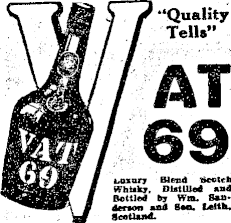 "Quality
Tells"
V
AT
69
VAT
69
Luxury Blend Scotch
Whisky, Distilled and
Bottled by Wm. San-
derson and Son, Leith,
Scotland.